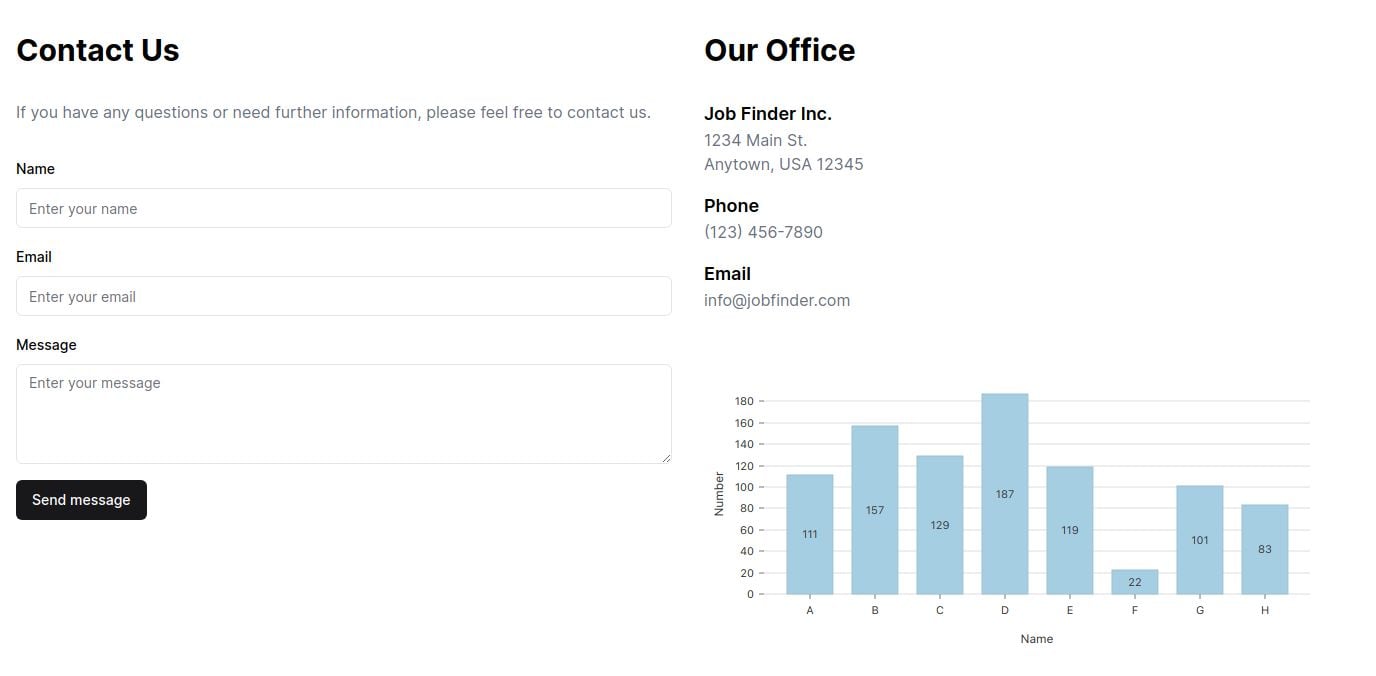 Contact Us
If you have any questions or need further information, please feel free to contact us.
Name
Enter your name
Email
Enter your email
Message
Enter your message
Send message
Our Office
Job Finder Inc.
1234 Main St.
Anytown, USA 12345
Phone
(123) 456-7890
Email
info@jobfinder.com
Number
180
160
140
120
100
80
60
40
20
0
111
157
129
187
119
22
101
83
A B C D E F G H
Name